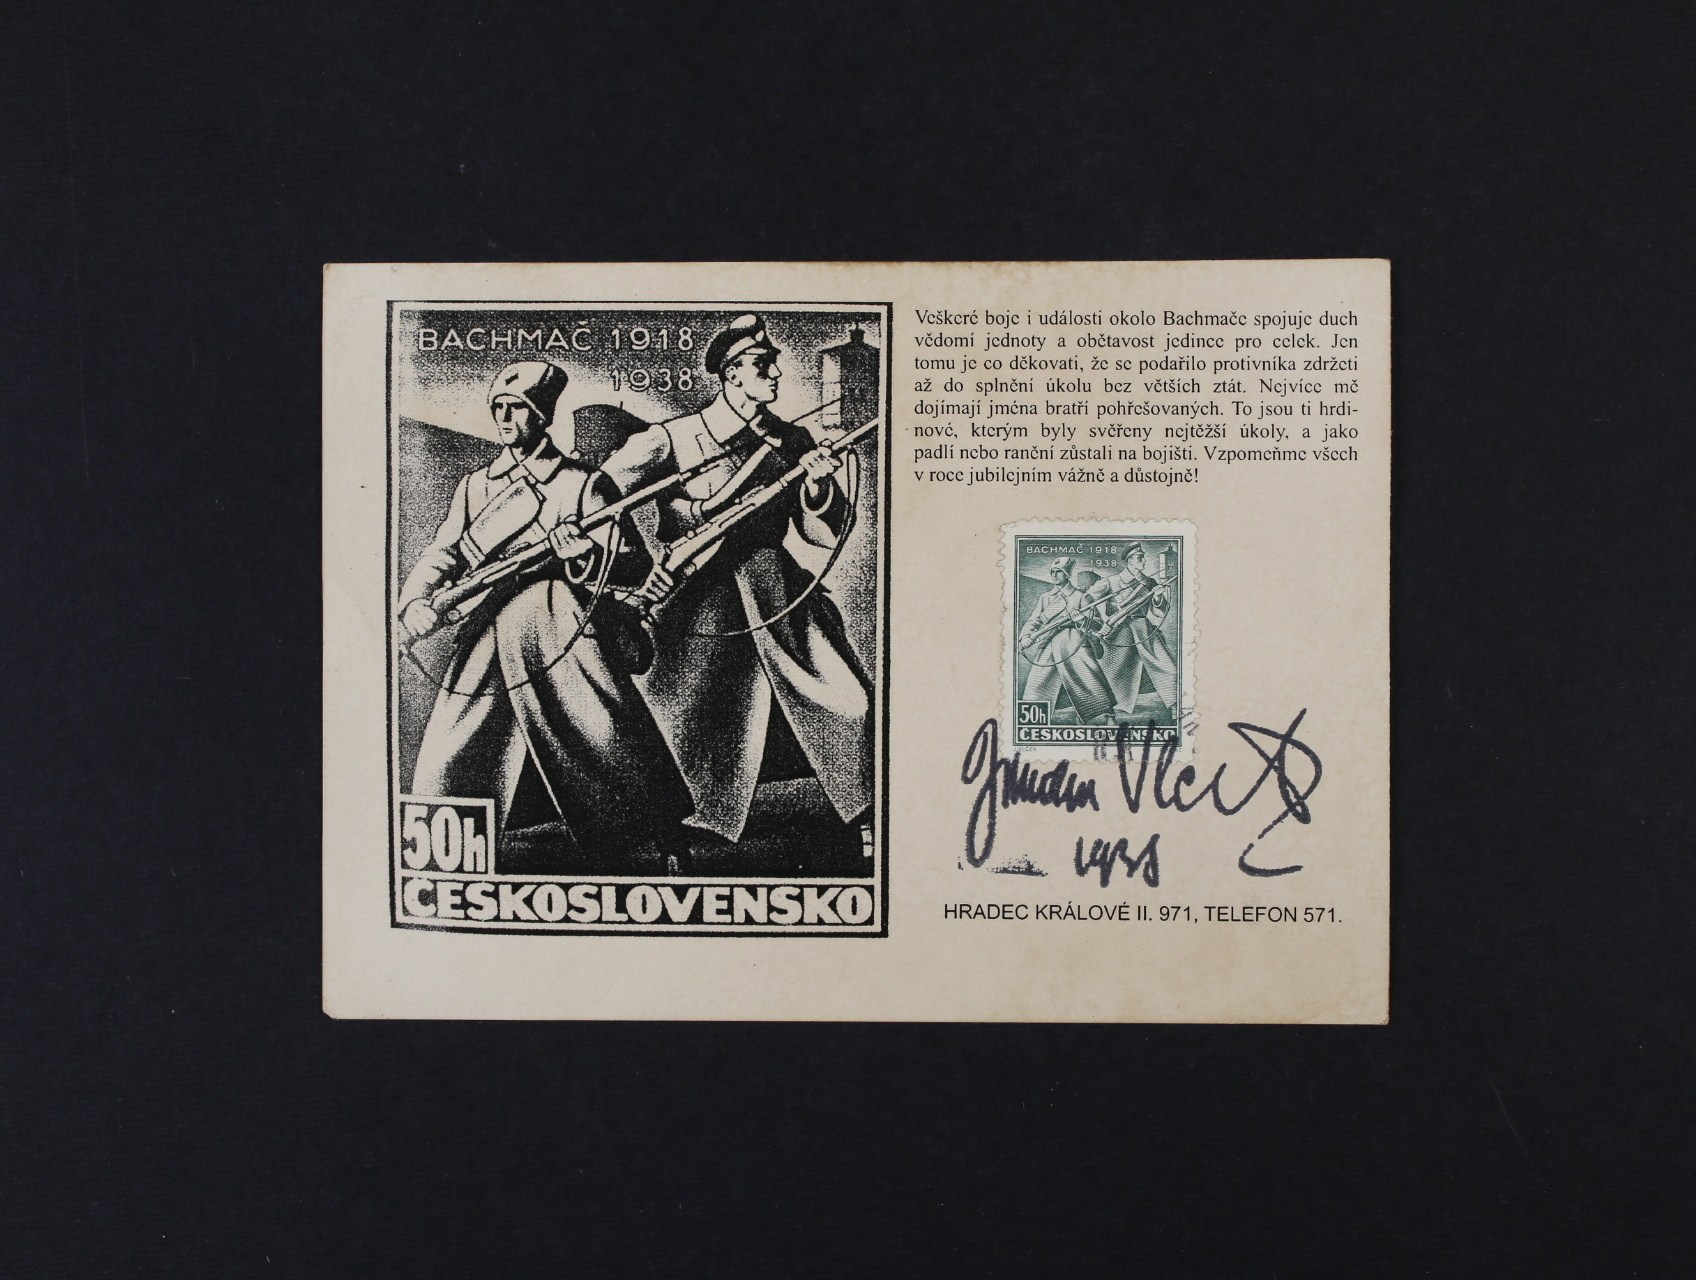 BACHMAČ 1918
1938
50h
ČESKOSLOVENSKO
Veškeré boje i události okolo Bachmače spojuje duch
vědomí jednoty a obětavost jedince pro celek. Jen
tomu je co děkovati, že se podařilo protivníka zdržeti
až do splnění úkolu bez větších ztát. Nejvíce mě
dojímají jména bratří pohřešovaných. To jsou ti hrdi-
nové, kterým byly svěřeny nejtěžší úkoly, a jako
padlí nebo ranění zůstali na bojišti. Vzpomeňme všech
v roce jubilejním vážně a důstojně!
BACHMAČ 1918
1938
50h
ČESKOSLOVENSKO
1938
HRADEC KRÁLOVÉ II. 971, TELEFON 571.